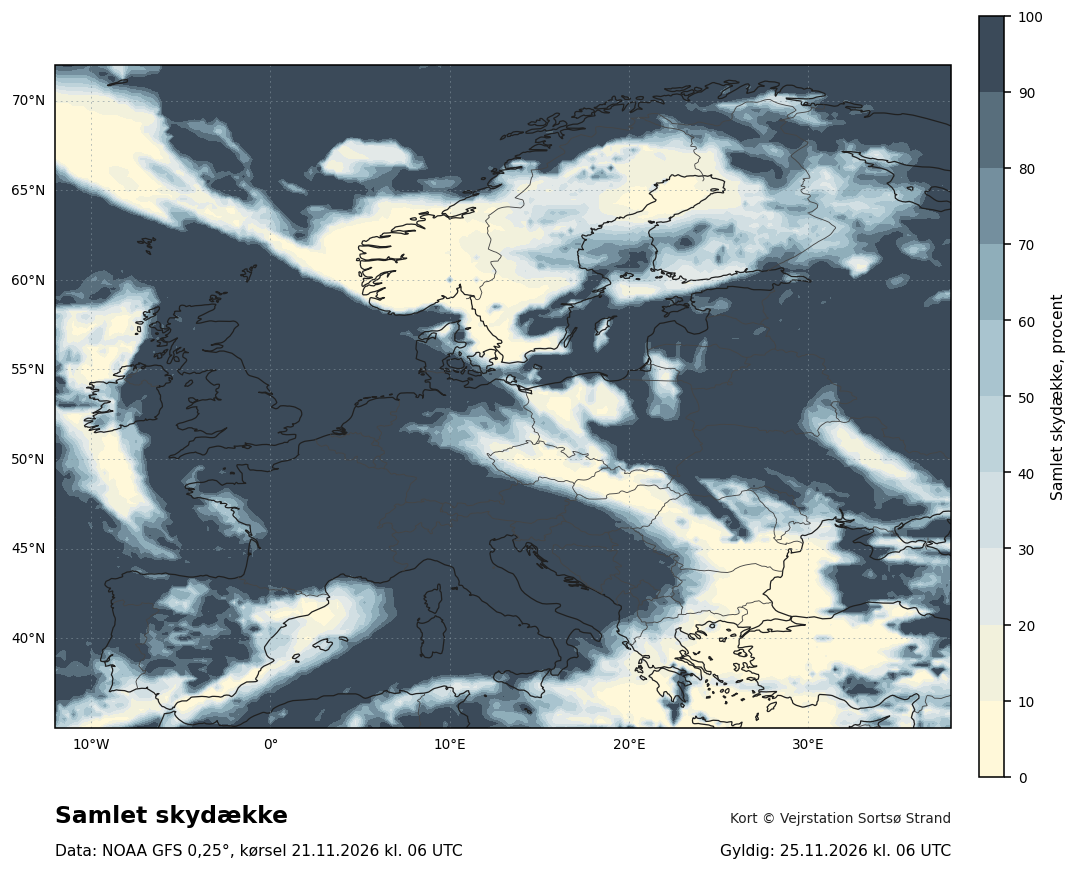 100
90
80
70
60
50
40
30
20
10
0
Samlet skydække, procent
70°N
65°N
60°N
55°N
50°N
45°N
40°N
10°W
0°
10°E
20°E
30°E
Samlet skydække
Kort © Vejrstation Sortsø Strand
Data: NOAA GFS 0,25°, kørsel 21.11.2026 kl. 06 UTC
Gyldig: 25.11.2026 kl. 06 UTC